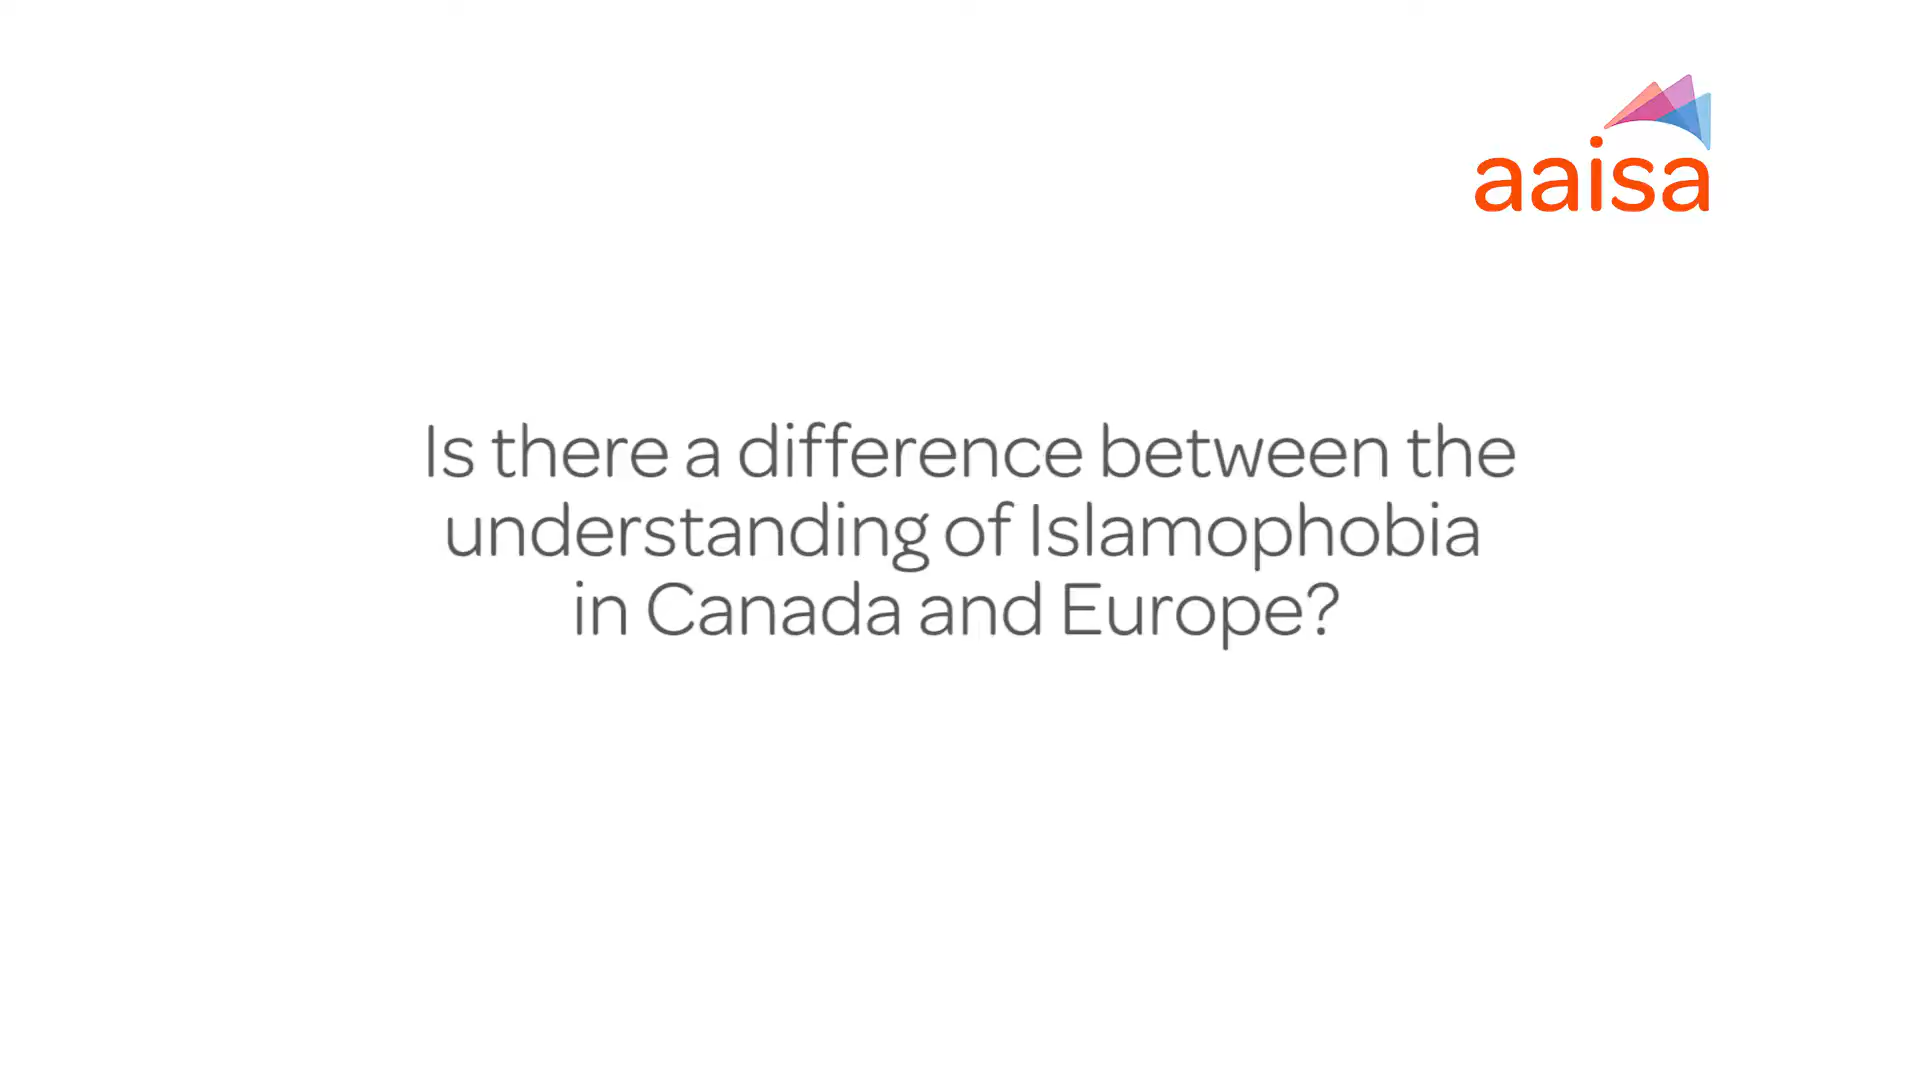 aaisa
Is there a difference between the
understanding of Islamophobia
in Canada and Europe?